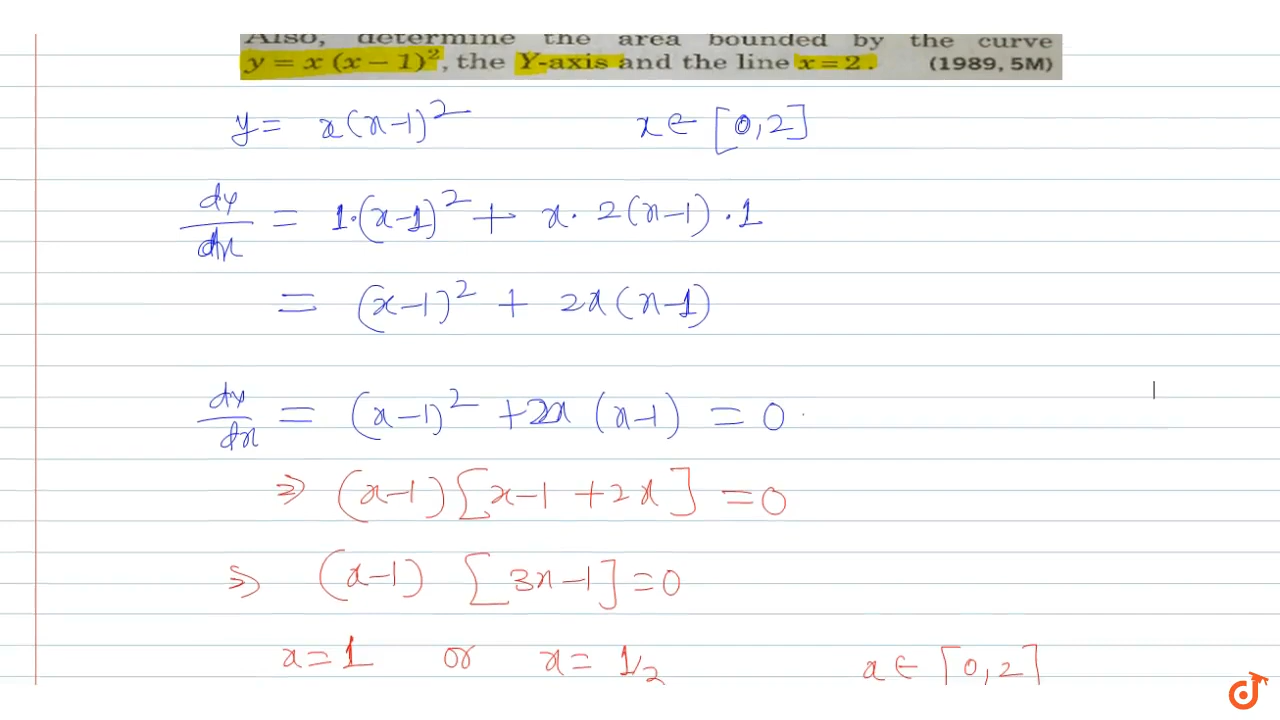 Also, determine the area bounded by the curve
y = x (x − 1)², the Y-axis and the line x = 2. (1989, 5M)
y = x(x-1)² x ∈ [0,2]
dy/dx = 1·(x-1)² + x·2(x-1)·1
= (x-1)² + 2x(x-1)
dy/dx = (x-1)² + 2x (x-1) = 0
⇒ (x-1)[x-1 +2x] = 0
⇒ (x-1) [3x-1] = 0
x = 1 or x = 1/2 x ∈ [0,2]